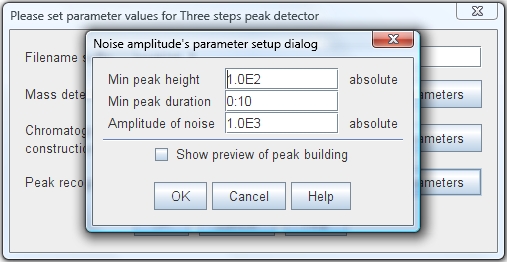 Please set parameter values for Three steps peak detector
Noise amplitude's parameter setup dialog
Filename s
Min peak height 1.0E2 absolute
Min peak duration 0:10
Mass dete ameters
Amplitude of noise 1.0E3 absolute
Chromatog
construction ameters
Show preview of peak building
Peak reco ameters
OK Cancel Help